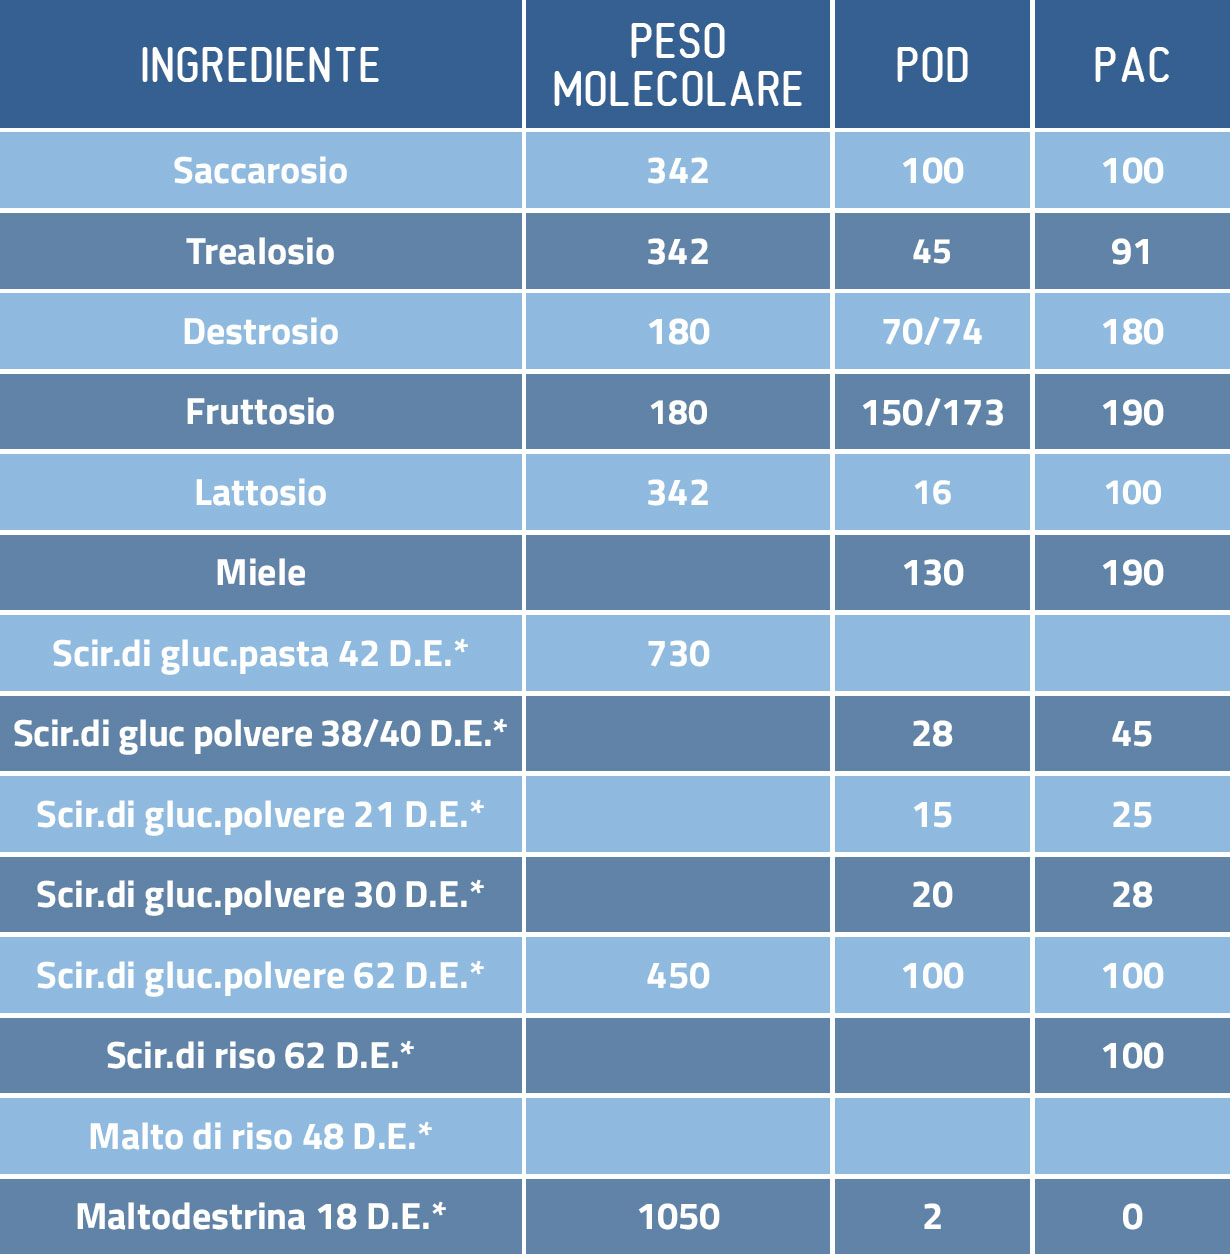 INGREDIENTE PESO MOLECOLARE POD PAC
Saccarosio 342 100 100
Trealosio 342 45 91
Destrosio 180 70/74 180
Fruttosio 180 150/173 190
Lattosio 342 16 100
Miele 130 190
Scir.di gluc.pasta 42 D.E.* 730
Scir.di gluc polvere 38/40 D.E.* 28 45
Scir.di gluc.polvere 21 D.E.* 15 25
Scir.di gluc.polvere 30 D.E.* 20 28
Scir.di gluc.polvere 62 D.E.* 450 100 100
Scir.di riso 62 D.E.* 100
Malto di riso 48 D.E.*
Maltodestrina 18 D.E.* 1050 2 0